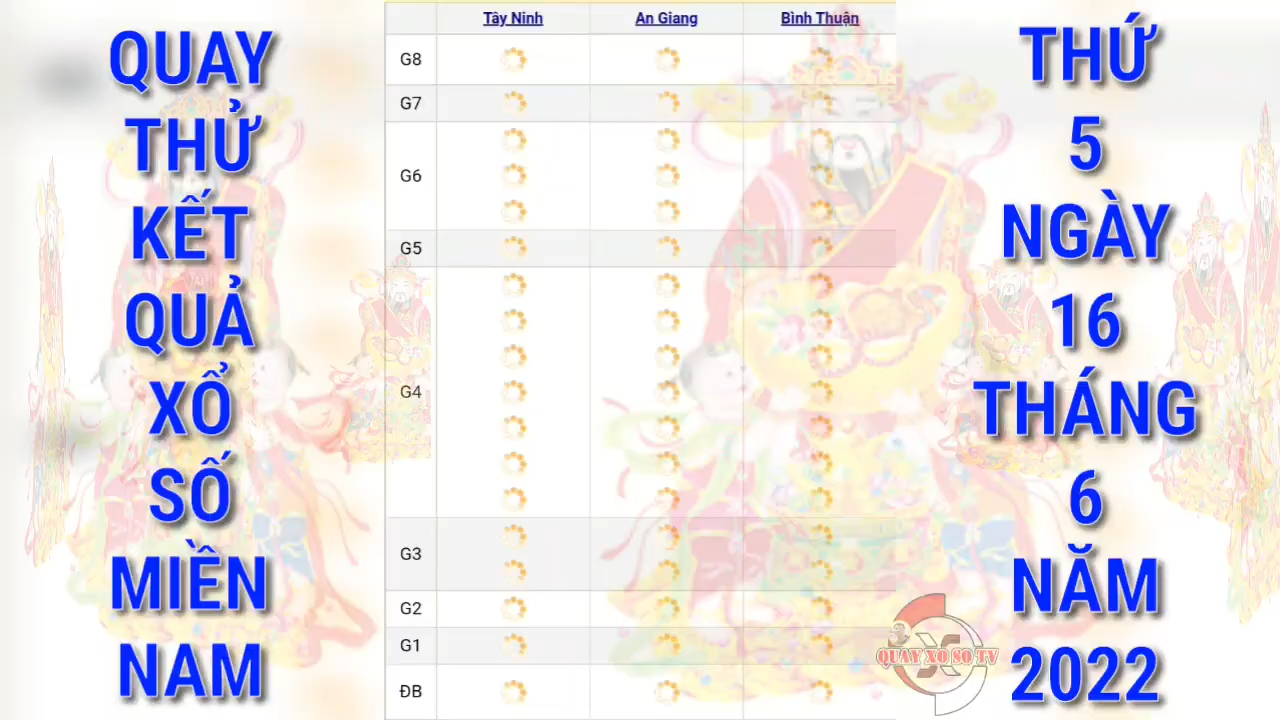 QUAY
THỬ
KẾT
QUẢ
XỔ
SỐ
MIỀN
NAM
Tây Ninh An Giang Bình Thuận
G8
G7
G6
G5
G4
G3
G2
G1
ĐB
THỨ
5
NGÀY
16
THÁNG
6
NĂM
2022
QUAY XO SO TV